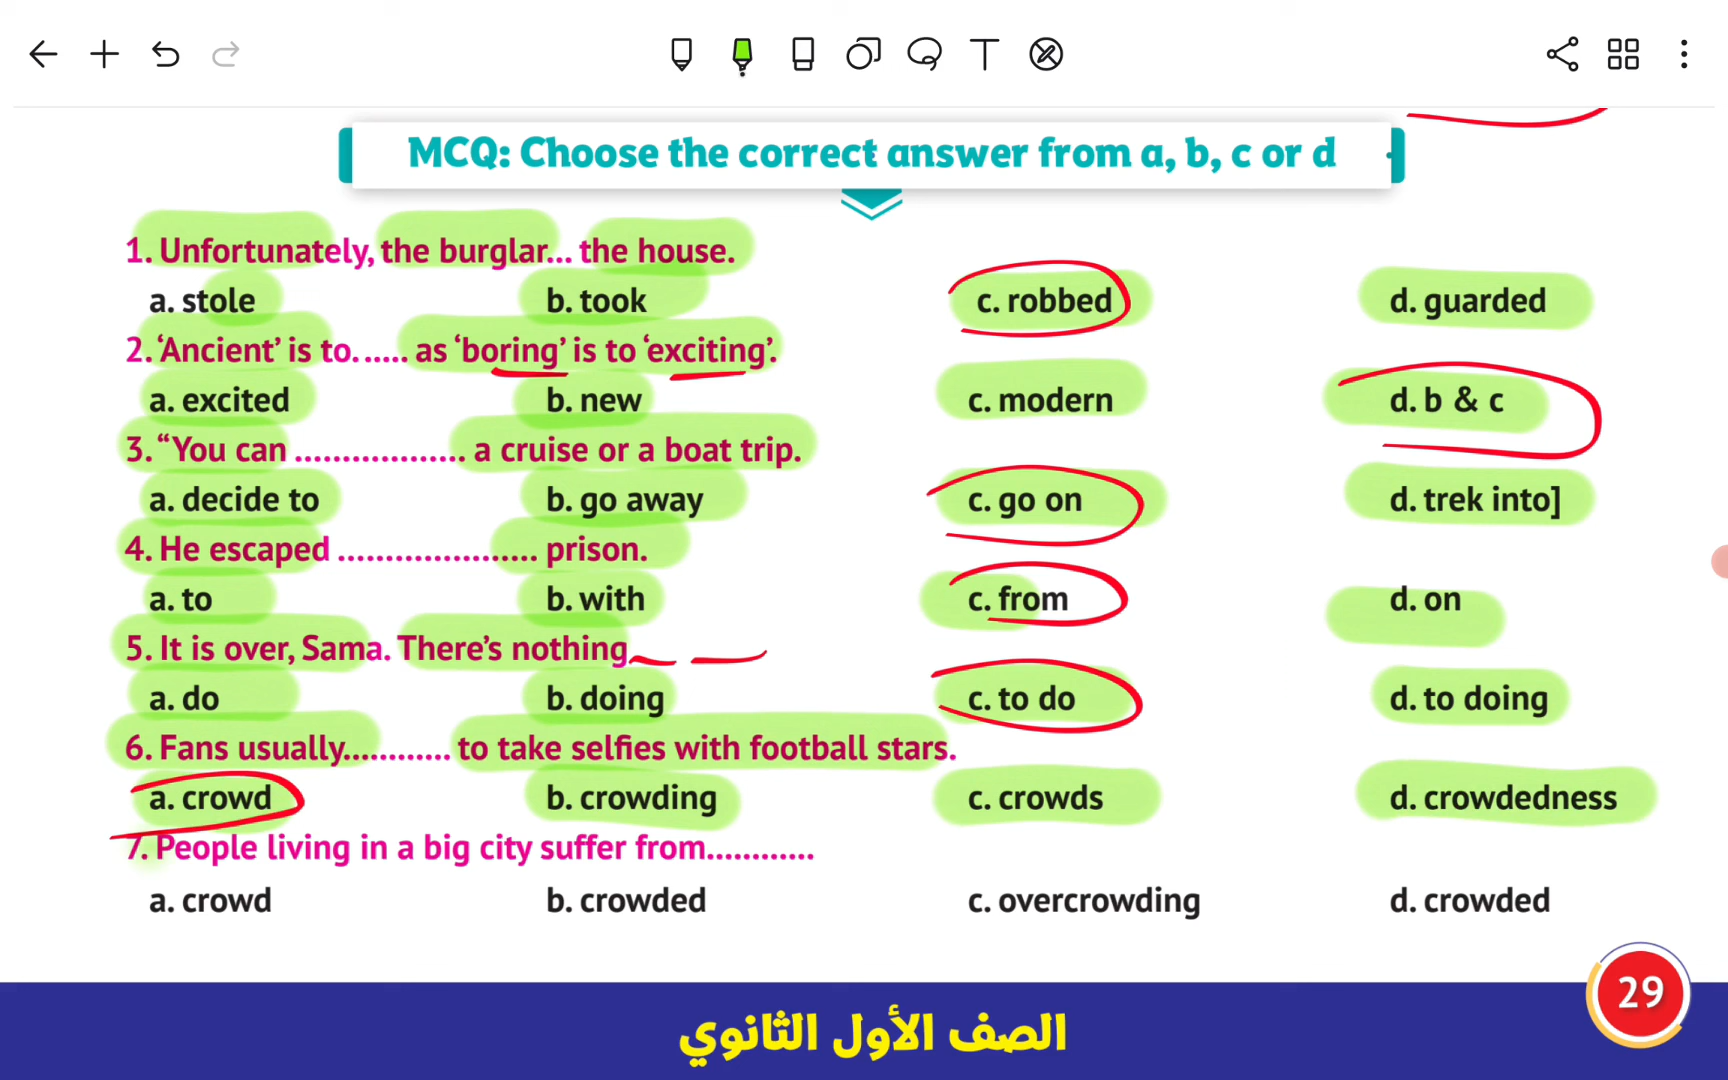 MCQ: Choose the correct answer from a, b, c or d
1. Unfortunately, the burglar... the house.
a. stole b. took c. robbed d. guarded
2. ‘Ancient’ is to...... as ‘boring’ is to ‘exciting’.
a. excited b. new c. modern d. b & c
3. “You can .................. a cruise or a boat trip.
a. decide to b. go away c. go on d. trek into]
4. He escaped ..................... prison.
a. to b. with c. from d. on
5. It is over, Sama. There’s nothing
a. do b. doing c. to do d. to doing
6. Fans usually............ to take selfies with football stars.
a. crowd b. crowding c. crowds d. crowdedness
7. People living in a big city suffer from............
a. crowd b. crowded c. overcrowding d. crowded
29
الصف الأول الثانوي